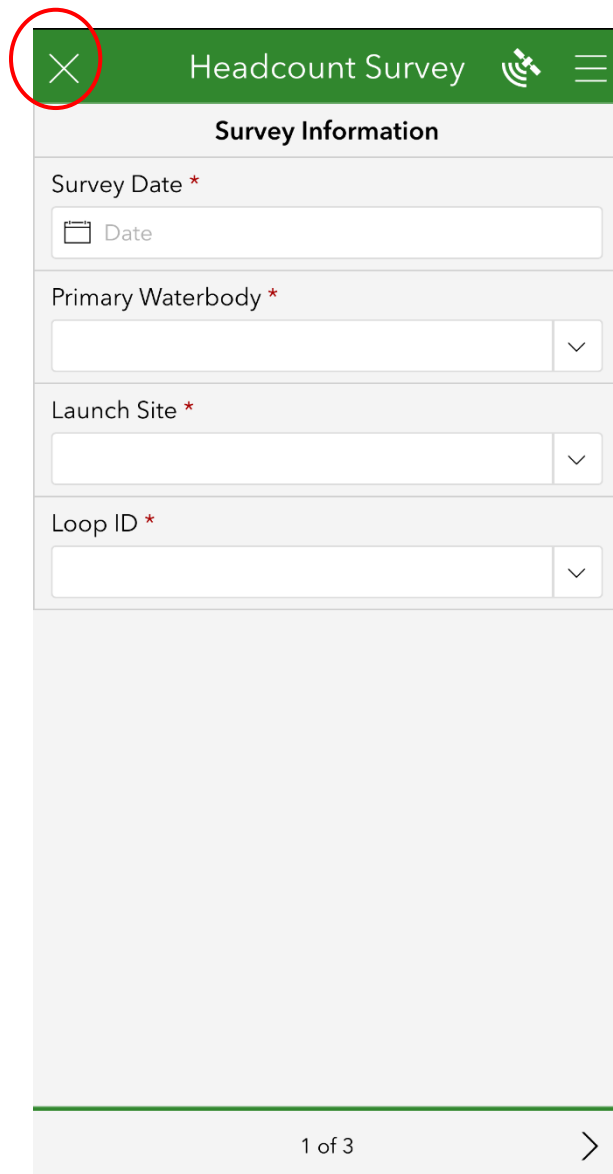 Headcount Survey
Survey Information
Survey Date *
Date
Primary Waterbody *
Launch Site *
Loop ID *
1 of 3